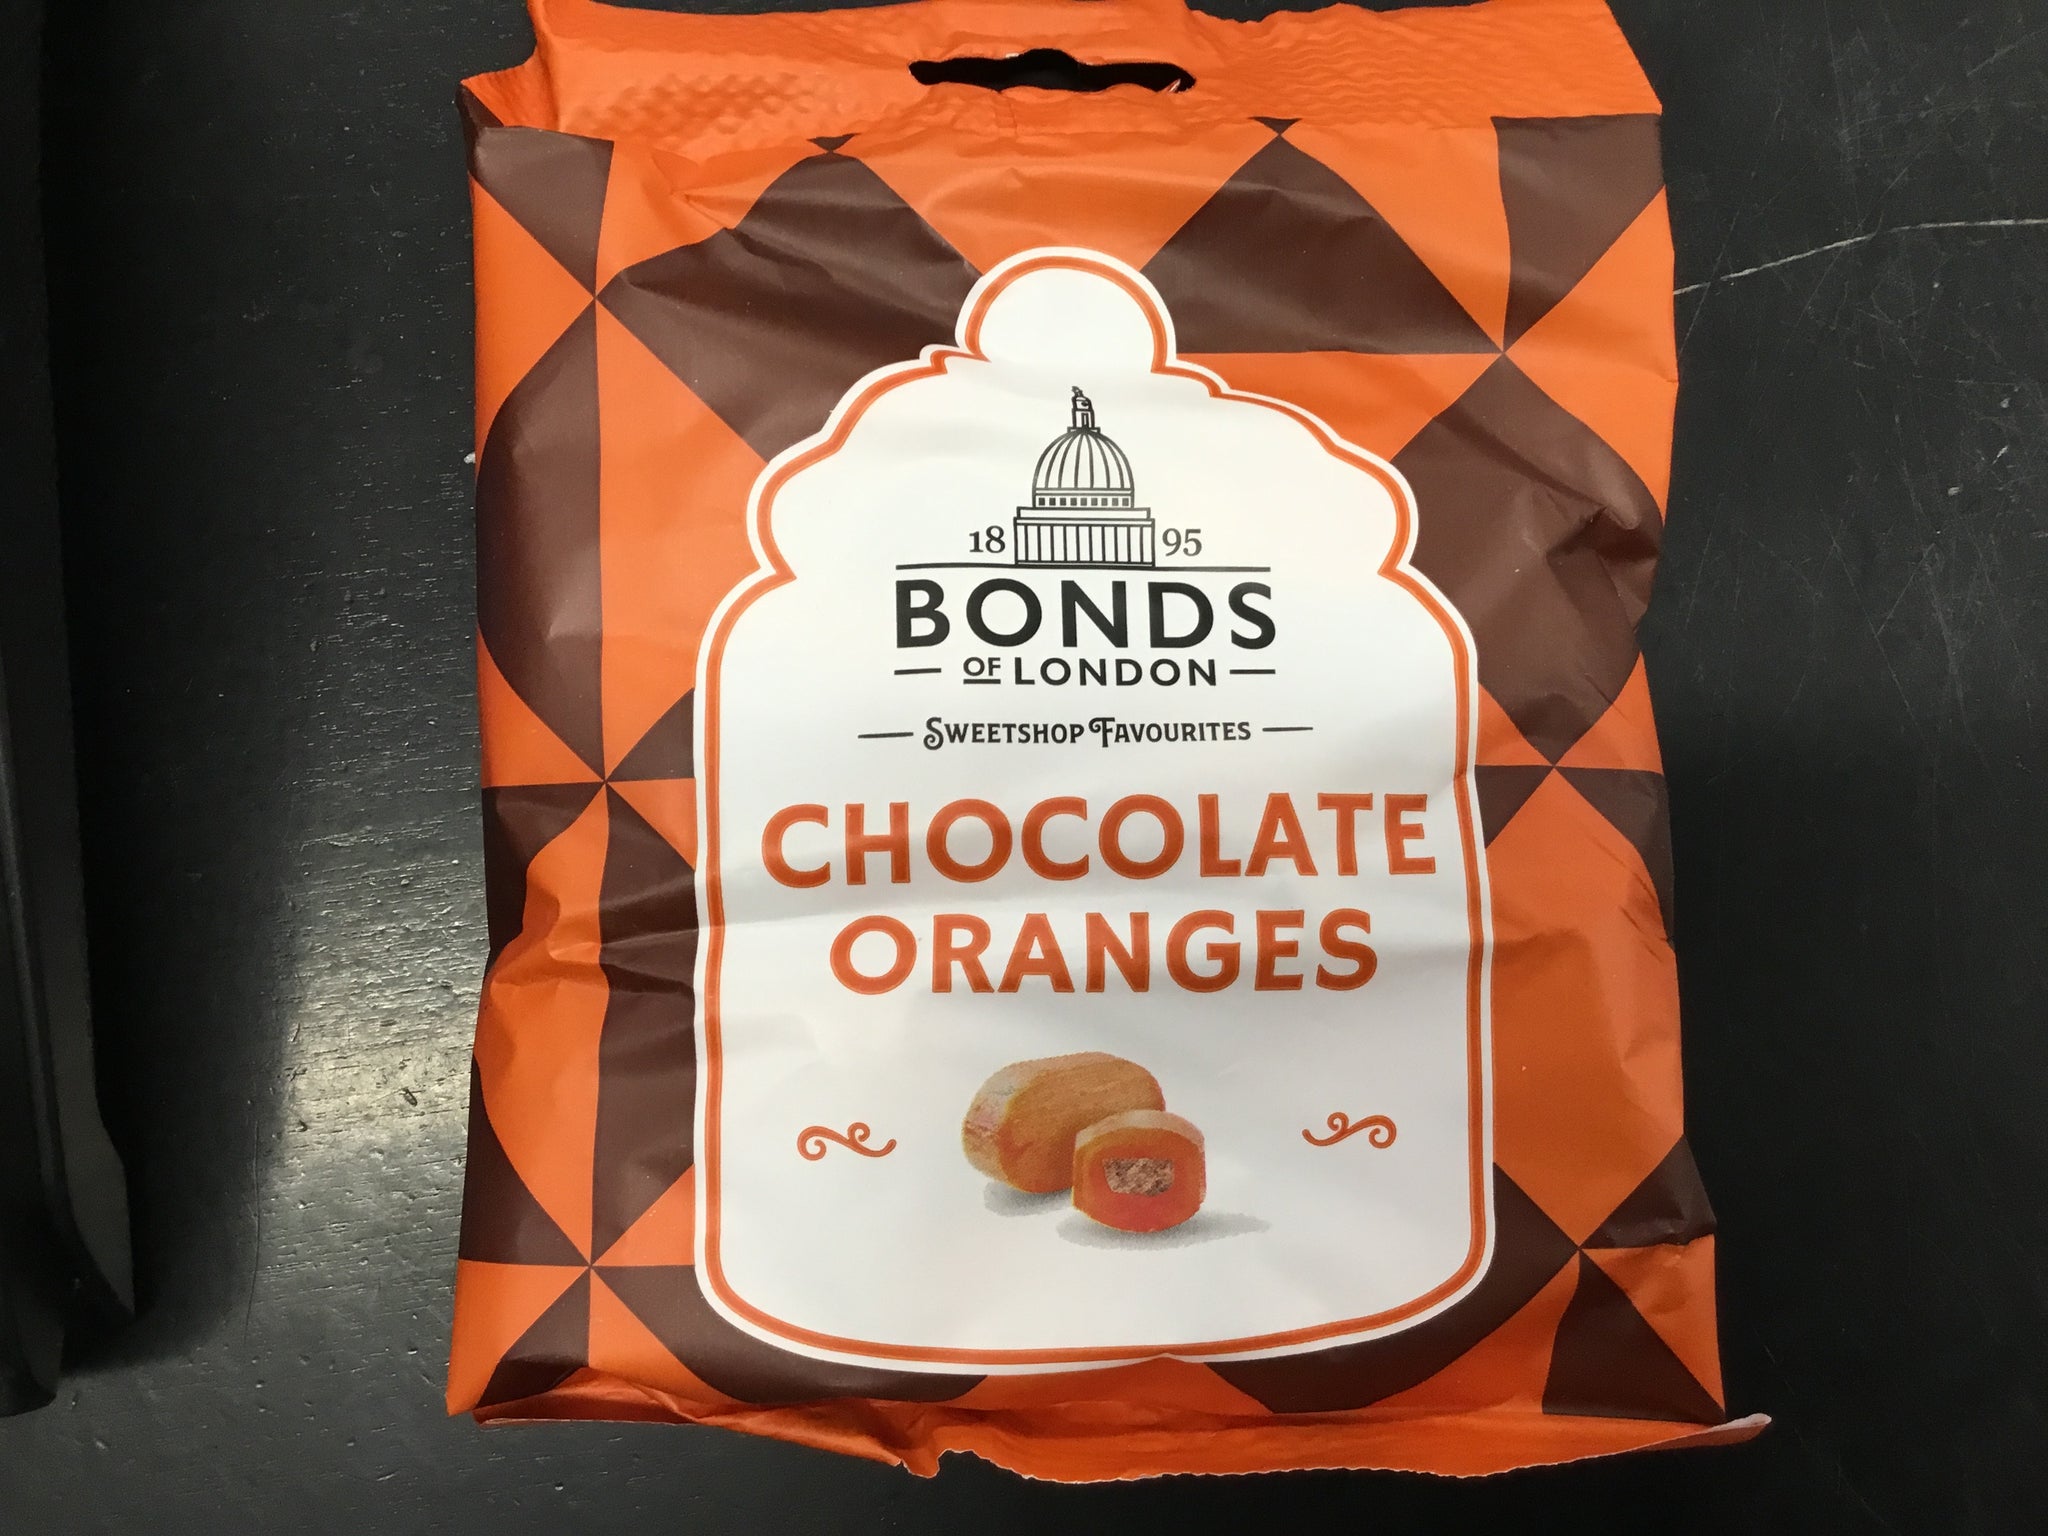 18 95
BONDS
OF LONDON
SWEETSHOP FAVOURITES
CHOCOLATE
ORANGES